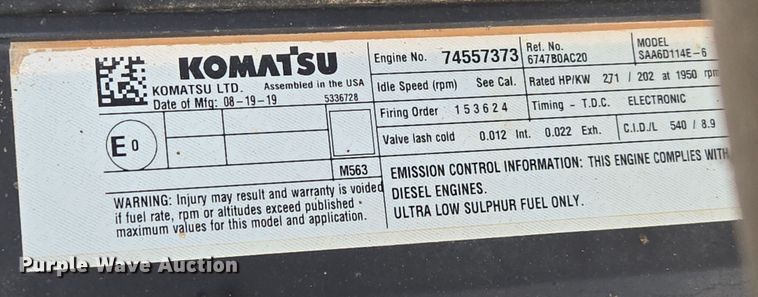 KOMATSU
KOMATSU LTD. Assembled in the USA
Date of Mfg: 08-19-19 5336728
E 0
M563
WARNING: Injury may result and warranty is voided
if fuel rate, rpm or altitudes exceed published
maximum values for this model and application.
Engine No. 74557373 Ref. No. 6747B0AC20 MODEL SAA6D114E-6
Idle Speed (rpm) See Cal. Rated HP/KW 271 / 202 at 1950 rpm
Firing Order 153624 Timing - T.D.C. ELECTRONIC
Valve lash cold 0.012 Int. 0.022 Exh. C.I.D./L 540 / 8.9
EMISSION CONTROL INFORMATION: THIS ENGINE COMPLIES WITH
DIESEL ENGINES.
ULTRA LOW SULPHUR FUEL ONLY.
Purple Wave Auction